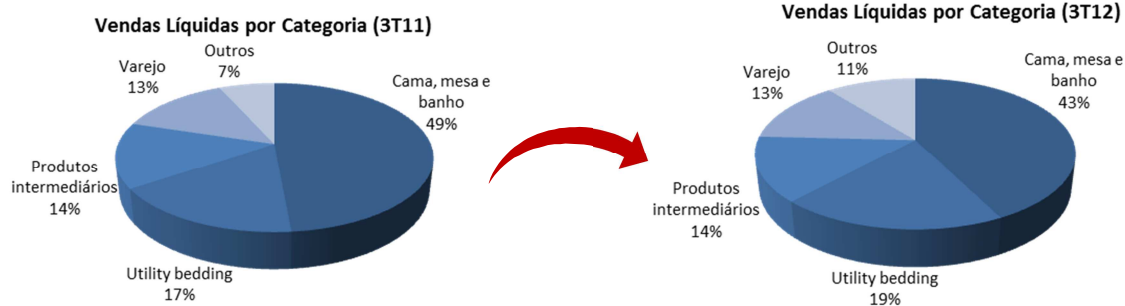 Vendas Líquidas por Categoria (3T11)
Outros
7%
Varejo
13%
Cama, mesa e
banho
49%
Produtos
intermediários
14%
Utility bedding
17%
Vendas Líquidas por Categoria (3T12)
Outros
11%
Varejo
13%
Cama, mesa e
banho
43%
Produtos
intermediários
14%
Utility bedding
19%